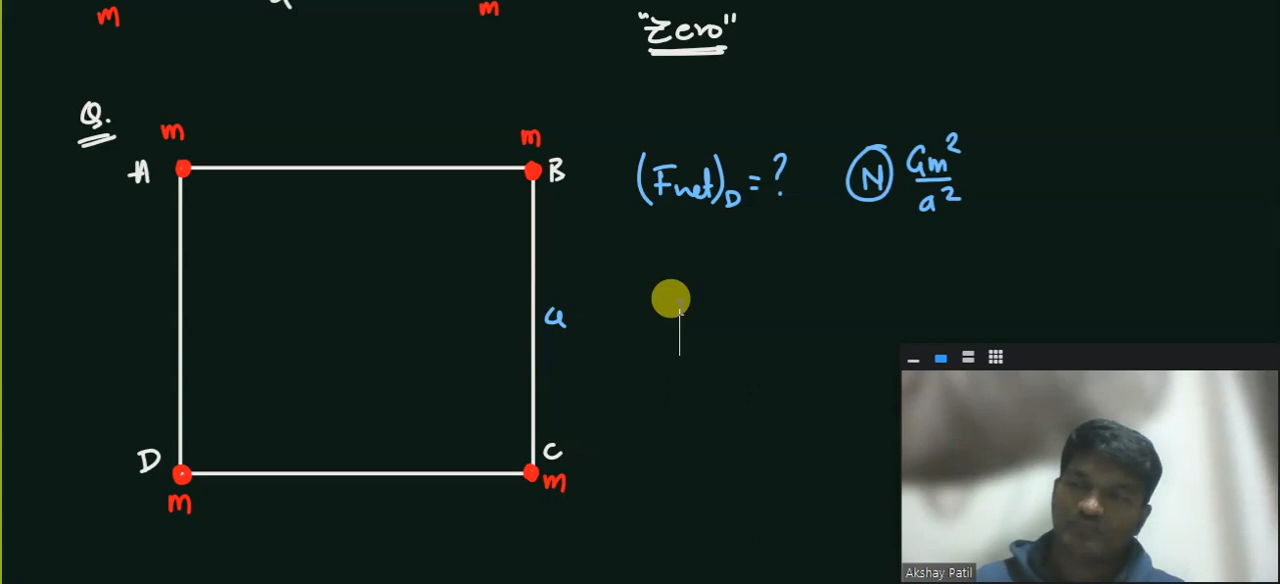 m
m
"Zero"
Q.
m
m
A
B
(Fnet)D = ? (N) Gm²/a²
a
D
C
m
m
Akshay Patil